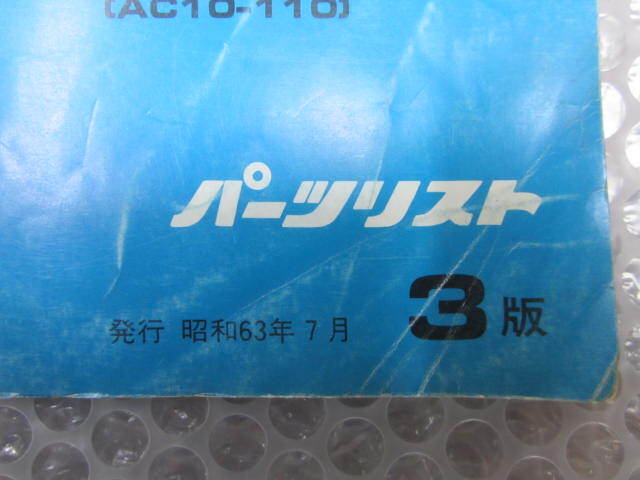 [AC10-110]
パーツリスト
3版
発行 昭和63年7月